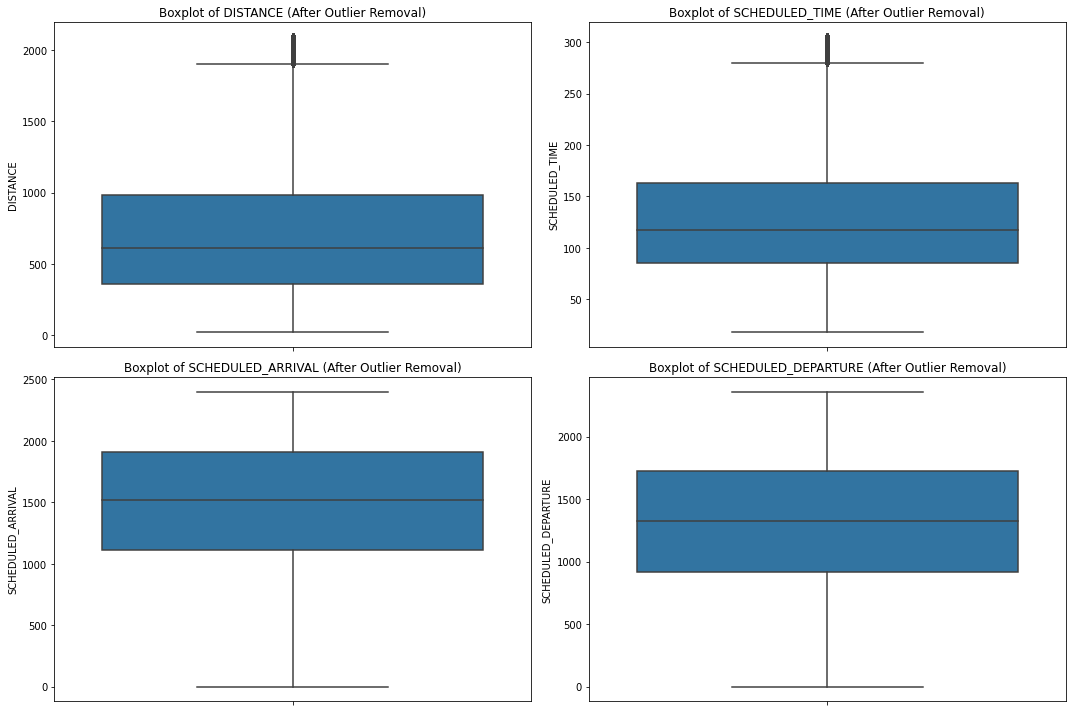 Boxplot of DISTANCE (After Outlier Removal)
2000
1500
1000
500
0
DISTANCE
Boxplot of SCHEDULED_TIME (After Outlier Removal)
300
250
200
150
100
50
SCHEDULED_TIME
Boxplot of SCHEDULED_ARRIVAL (After Outlier Removal)
2500
2000
1500
1000
500
0
SCHEDULED_ARRIVAL
Boxplot of SCHEDULED_DEPARTURE (After Outlier Removal)
2000
1500
1000
500
0
SCHEDULED_DEPARTURE